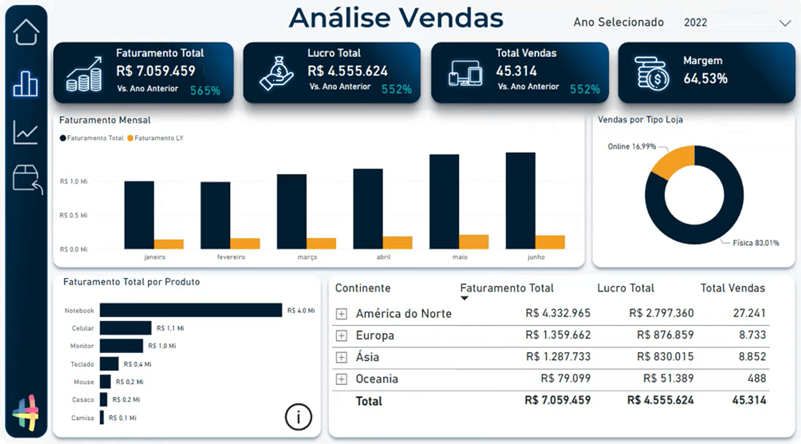 Análise Vendas
Ano Selecionado 2022
Faturamento Total
R$ 7.059.459
Vs. Ano Anterior 565%
Lucro Total
R$ 4.555.624
Vs. Ano Anterior 552%
Total Vendas
45.314
Vs. Ano Anterior 552%
Margem
64,53%
Faturamento Mensal
Faturamento Total Faturamento LY
R$ 1.0 Mi
R$ 0.5 Mi
R$ 0.0 Mi
janeiro fevereiro março abril maio junho
Vendas por Tipo Loja
Online 16.99%
Física 83.01%
Faturamento Total por Produto
Notebook R$ 4.0 Mi
Celular R$ 1,1 Mi
Monitor R$ 1,0 Mi
Teclado R$ 0.4 Mi
Mouse R$ 0,2 Mi
Casaco R$ 0,2 Mi
Camisa R$ 0,1 Mi
i
Continente Faturamento Total Lucro Total Total Vendas
América do Norte R$ 4.332.965 R$ 2.797.360 27.241
Europa R$ 1.359.662 R$ 876.859 8.733
Ásia R$ 1.287.733 R$ 830.015 8.852
Oceania R$ 79.099 R$ 51.389 488
Total R$ 7.059.459 R$ 4.555.624 45.314